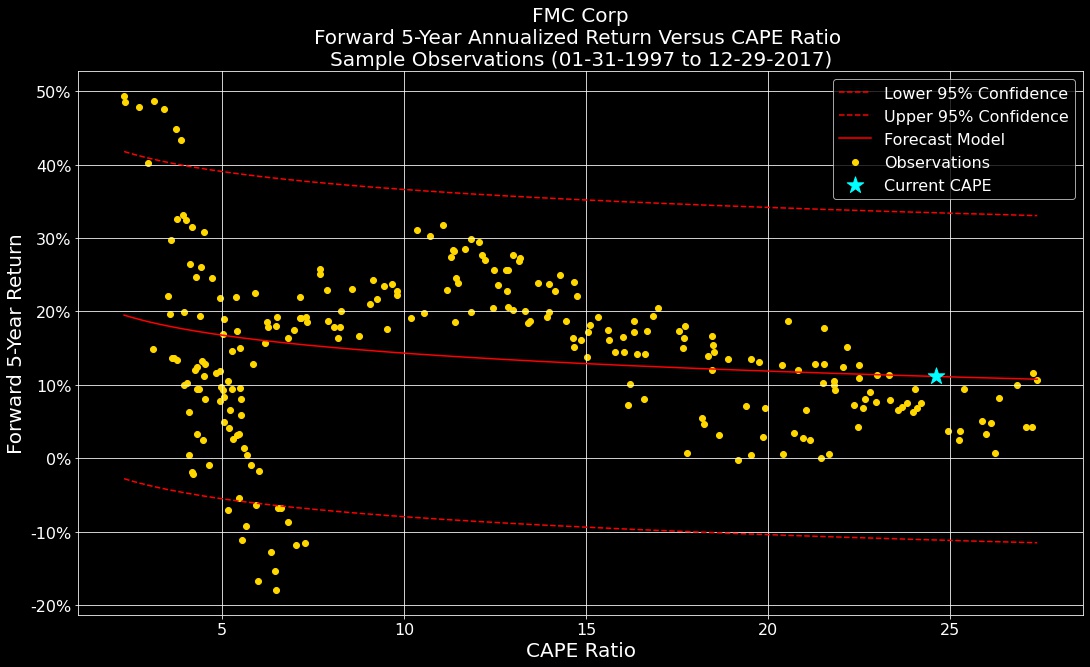 FMC Corp
Forward 5-Year Annualized Return Versus CAPE Ratio
Sample Observations (01-31-1997 to 12-29-2017)
Lower 95% Confidence
Upper 95% Confidence
Forecast Model
Observations
Current CAPE
Forward 5-Year Return
50%
40%
30%
20%
10%
0%
-10%
-20%
5
10
15
20
25
CAPE Ratio